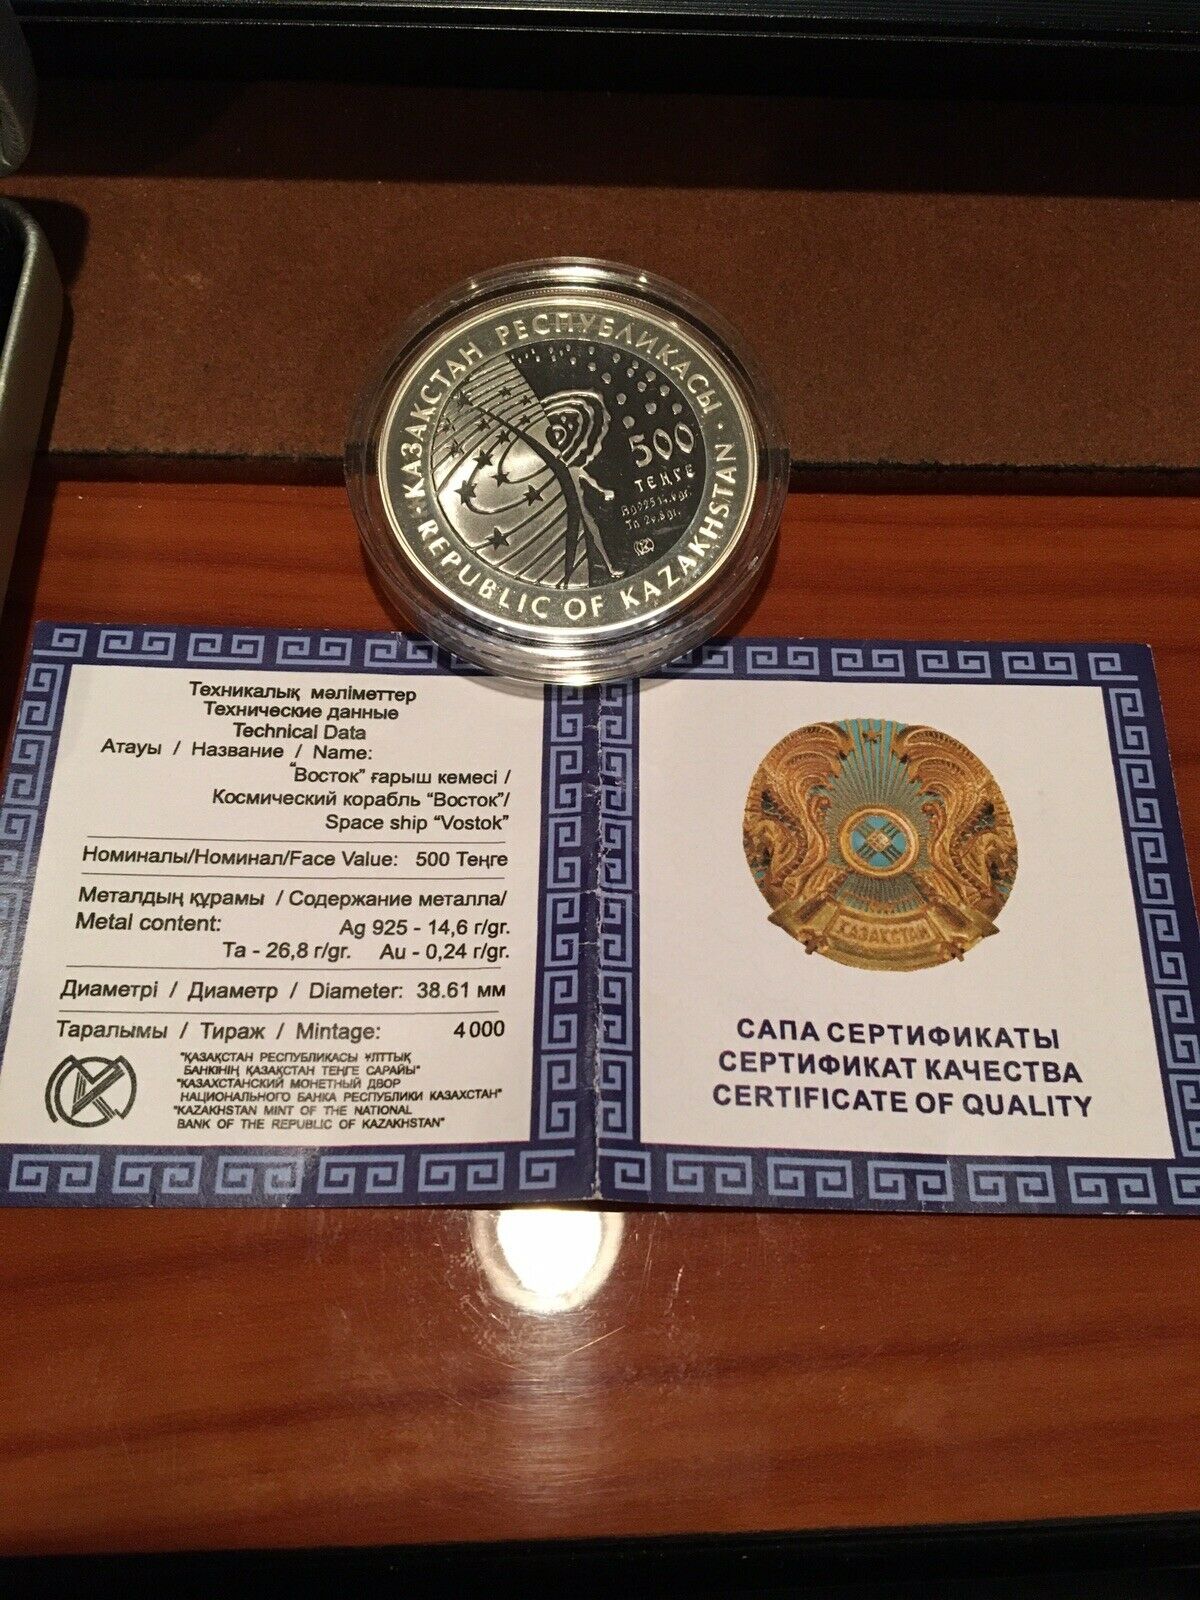 ҚАЗАҚСТАН РЕСПУБЛИКАСЫ
REPUBLIC OF KAZAKHSTAN
500
ТЕҢГЕ
Техникалық мәліметтер
Технические данные
Technical Data
Атауы / Название / Name:
"Восток" ғарыш кемесі /
Космический корабль "Восток"/
Space ship "Vostok"
Номиналы/Номинал/Face Value: 500 Теңге
Металдың құрамы / Содержание металла/
Metal content: Ag 925 - 14,6 г/gr.
Ta - 26,8 г/gr. Au - 0,24 г/gr.
Диаметрі / Диаметр / Diameter: 38.61 мм
Таралымы / Тираж / Mintage: 4000
"ҚАЗАҚСТАН РЕСПУБЛИКАСЫ ҰЛТТЫҚ
БАНКІНІҢ ҚАЗАҚСТАН ТЕҢГЕ САРАЙЫ"
"КАЗАХСТАНСКИЙ МОНЕТНЫЙ ДВОР
НАЦИОНАЛЬНОГО БАНКА РЕСПУБЛИКИ КАЗАХСТАН"
"KAZAKHSTAN MINT OF THE NATIONAL
BANK OF THE REPUBLIC OF KAZAKHSTAN"
ҚАЗАҚСТАН
САПА СЕРТИФИКАТЫ
СЕРТИФИКАТ КАЧЕСТВА
CERTIFICATE OF QUALITY